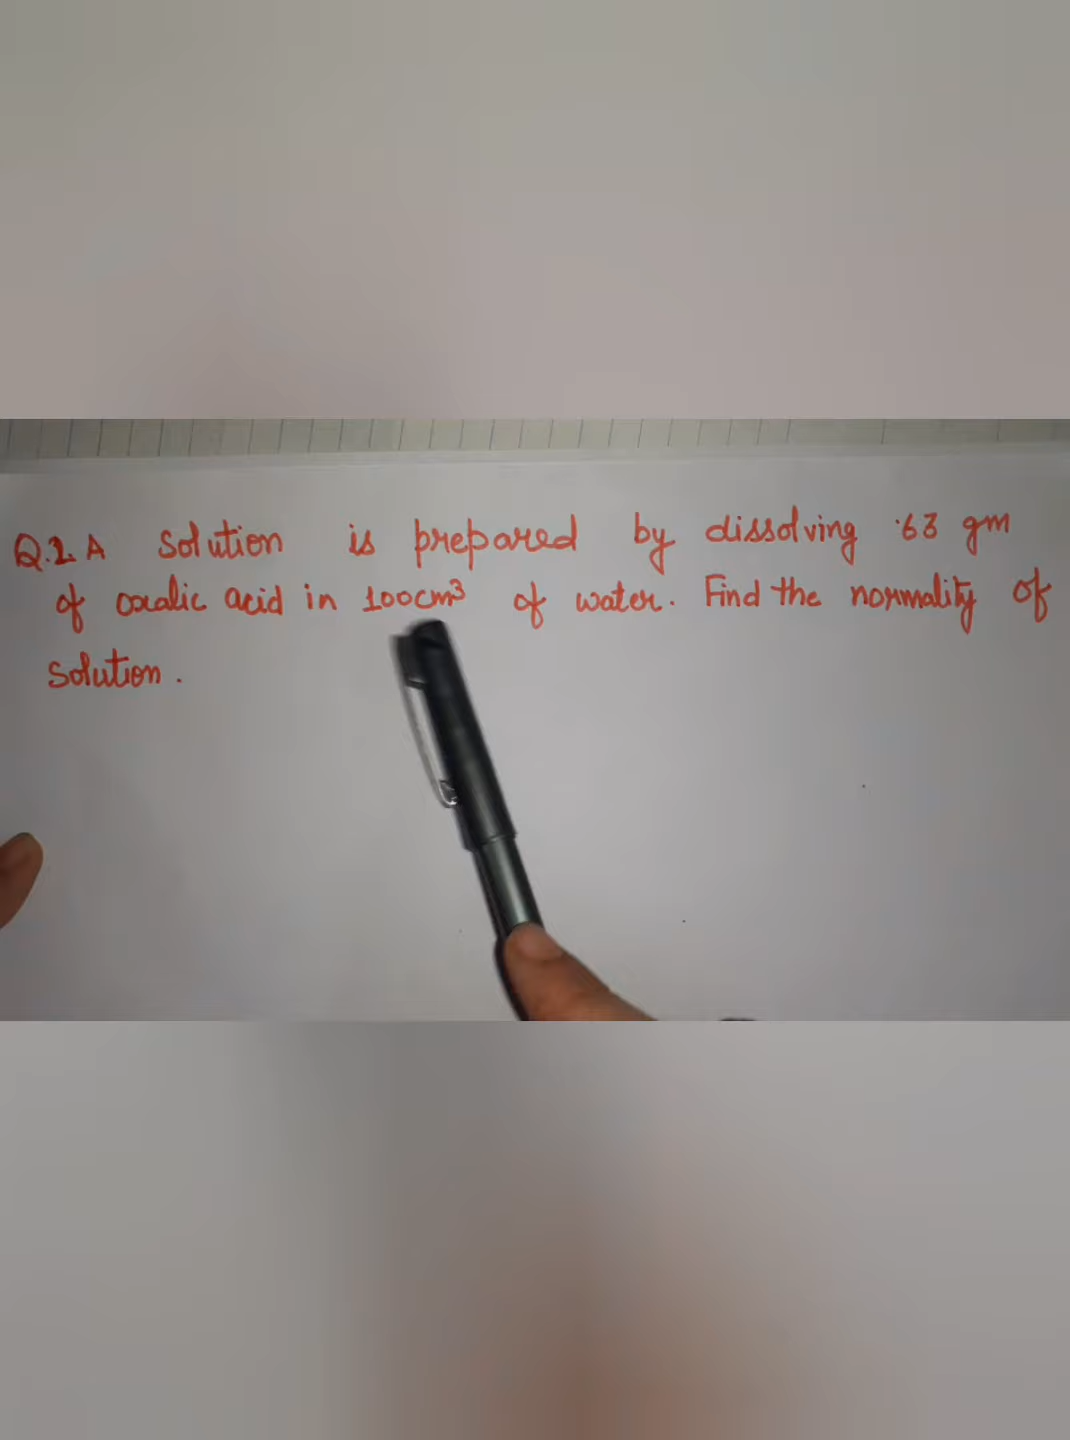 Q.1. A solution is prepared by dissolving .63 gm
of oxalic acid in 100cm³ of water. Find the normality of
solution.